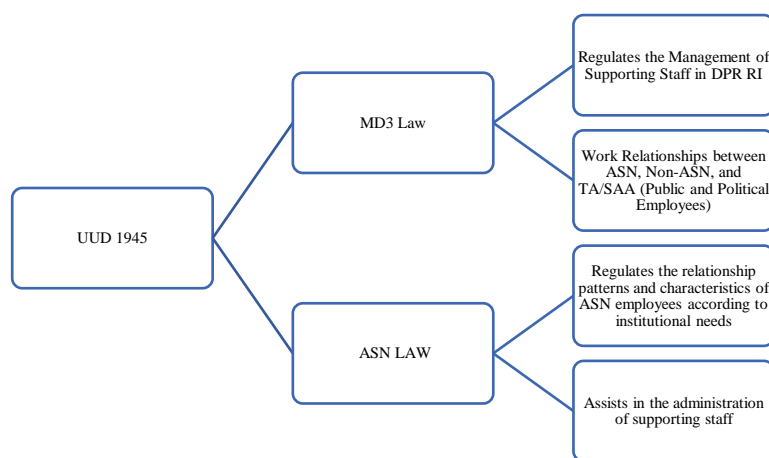 UUD 1945
MD3 Law
Regulates the Management of
Supporting Staff in DPR RI
Work Relationships between
ASN, Non-ASN, and
TA/SAA (Public and Political
Employees)
ASN LAW
Regulates the relationship
patterns and characteristics of
ASN employees according to
institutional needs
Assists in the administration
of supporting staff